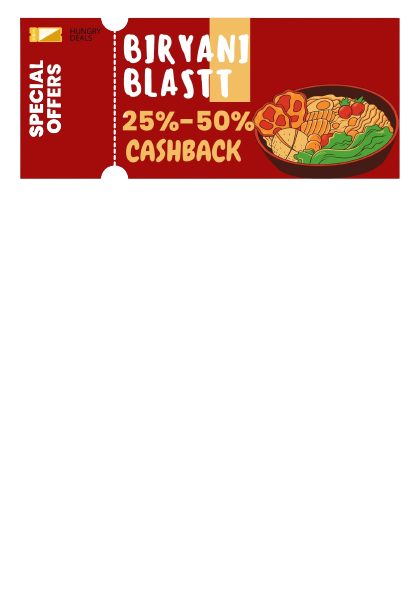 HUNGRY
DEALS
SPECIAL
OFFERS
BIRYANI
BLASTT
25%-50%
CASHBACK